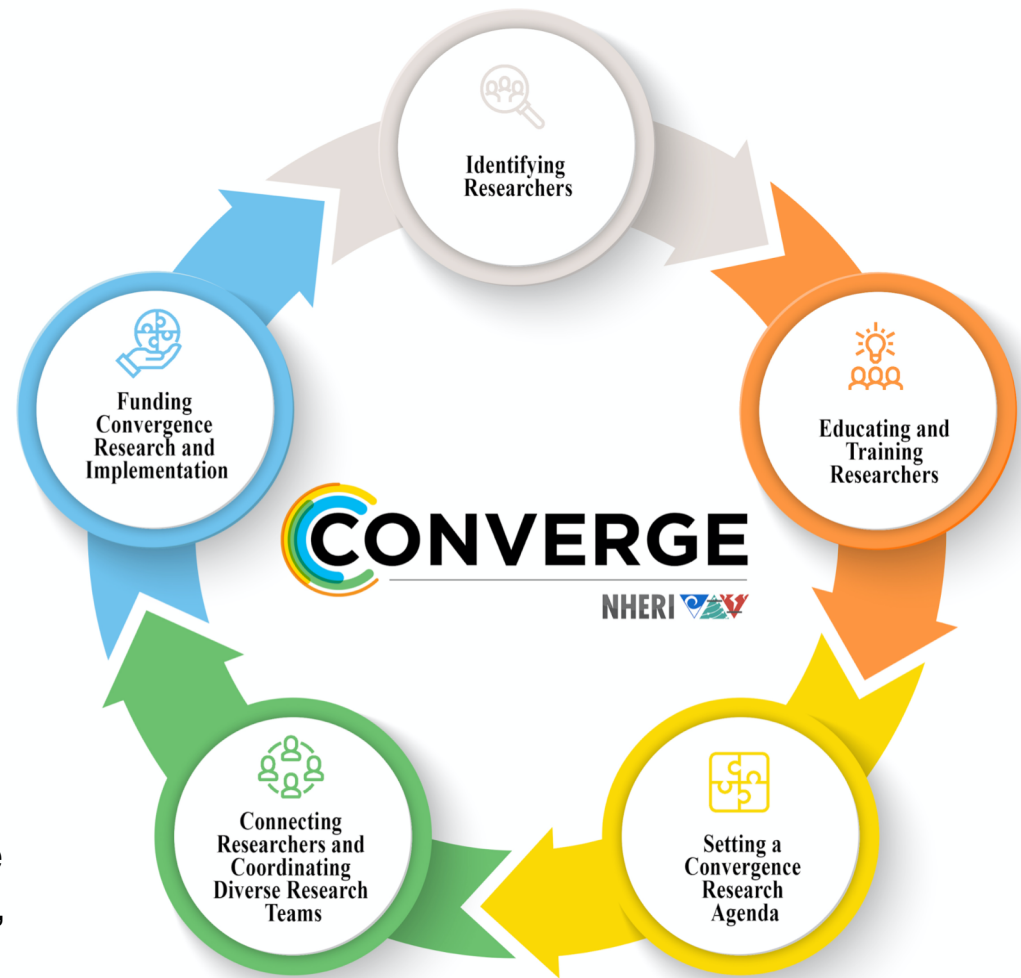 Identifying
Researchers
Educating and
Training
Researchers
Setting a
Convergence
Research
Agenda
Connecting
Researchers and
Coordinating
Diverse Research
Teams
Funding
Convergence
Research and
Implementation
CONVERGE
NHERI